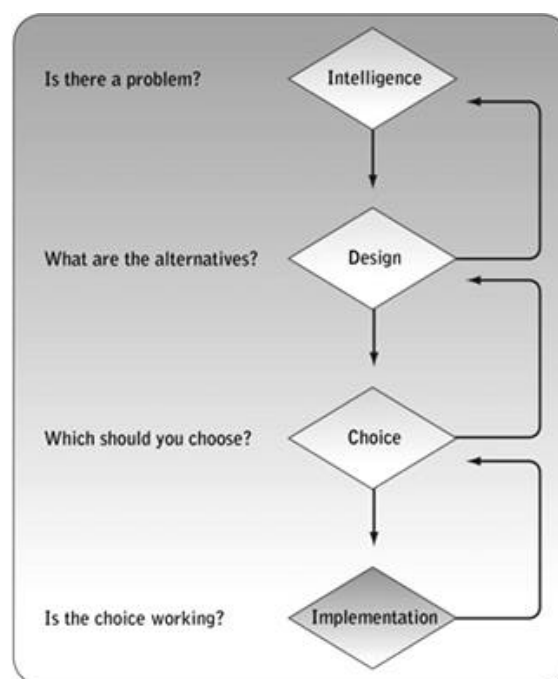 Is there a problem?
Intelligence
What are the alternatives?
Design
Which should you choose?
Choice
Is the choice working?
Implementation